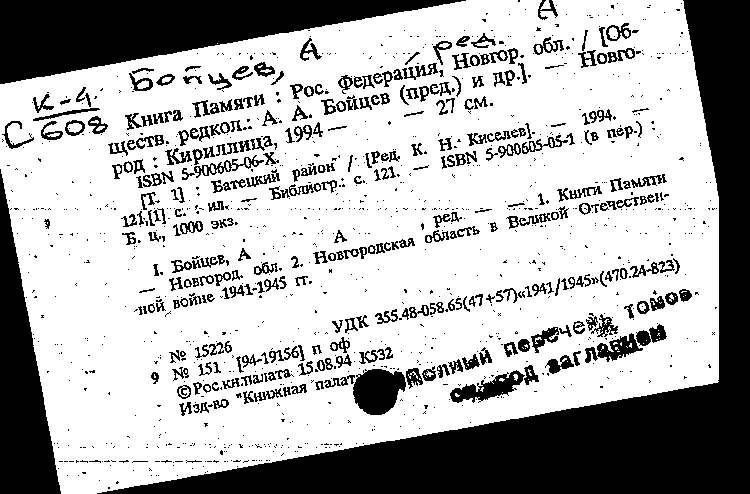 Бойцев, А А
ред.
К-4
С 608
Книга Памяти : Рос. Федерация, Новгор. обл. / [Об-
ществ. редкол.: А. А. Бойцев (пред.) и др.]. — Новго-
род : Кириллица, 1994 — — 27 см.
ISBN 5-900605-06-X.
[Т. 1] : Батецкий район / [Ред. К. Н. Киселев]. — 1994. —
121,[1] с. : ил. — Библиогр.: с. 121. — ISBN 5-900605-05-1 (в пер.) :
Б. ц., 1000 экз.
I. Бойцев, А А , ред. — — 1. Книги Памяти
— Новгород. обл. 2. Новгородская область в Великой Отечествен-
ной войне 1941-1945 гг.
УДК 355.48-058.65(47+57)«1941/1945»(470.24-823)
№ 15226
9 № 151 [94-19156] п оф
©Рос.кн.палата 15.08.94 К532
Изд-во "Книжная палат
Полный перечень томов
см. под заглавием